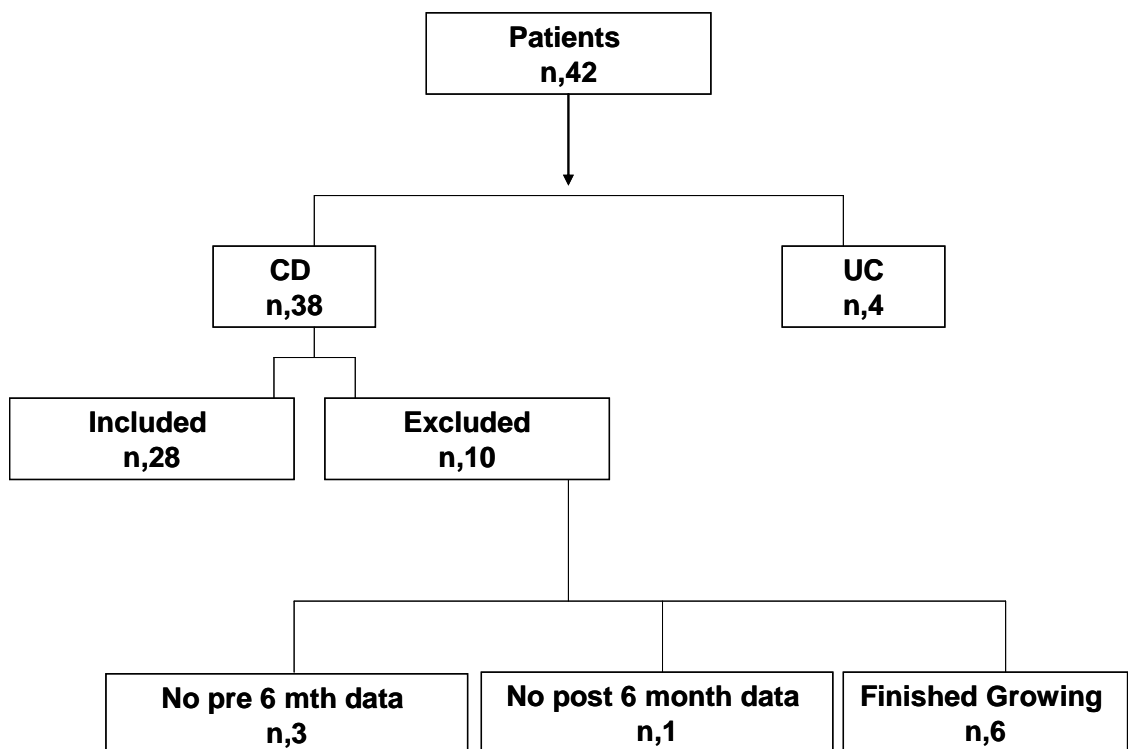 Patients
n,42
CD
n,38
UC
n,4
Included
n,28
Excluded
n,10
No pre 6 mth data
n,3
No post 6 month data
n,1
Finished Growing
n,6